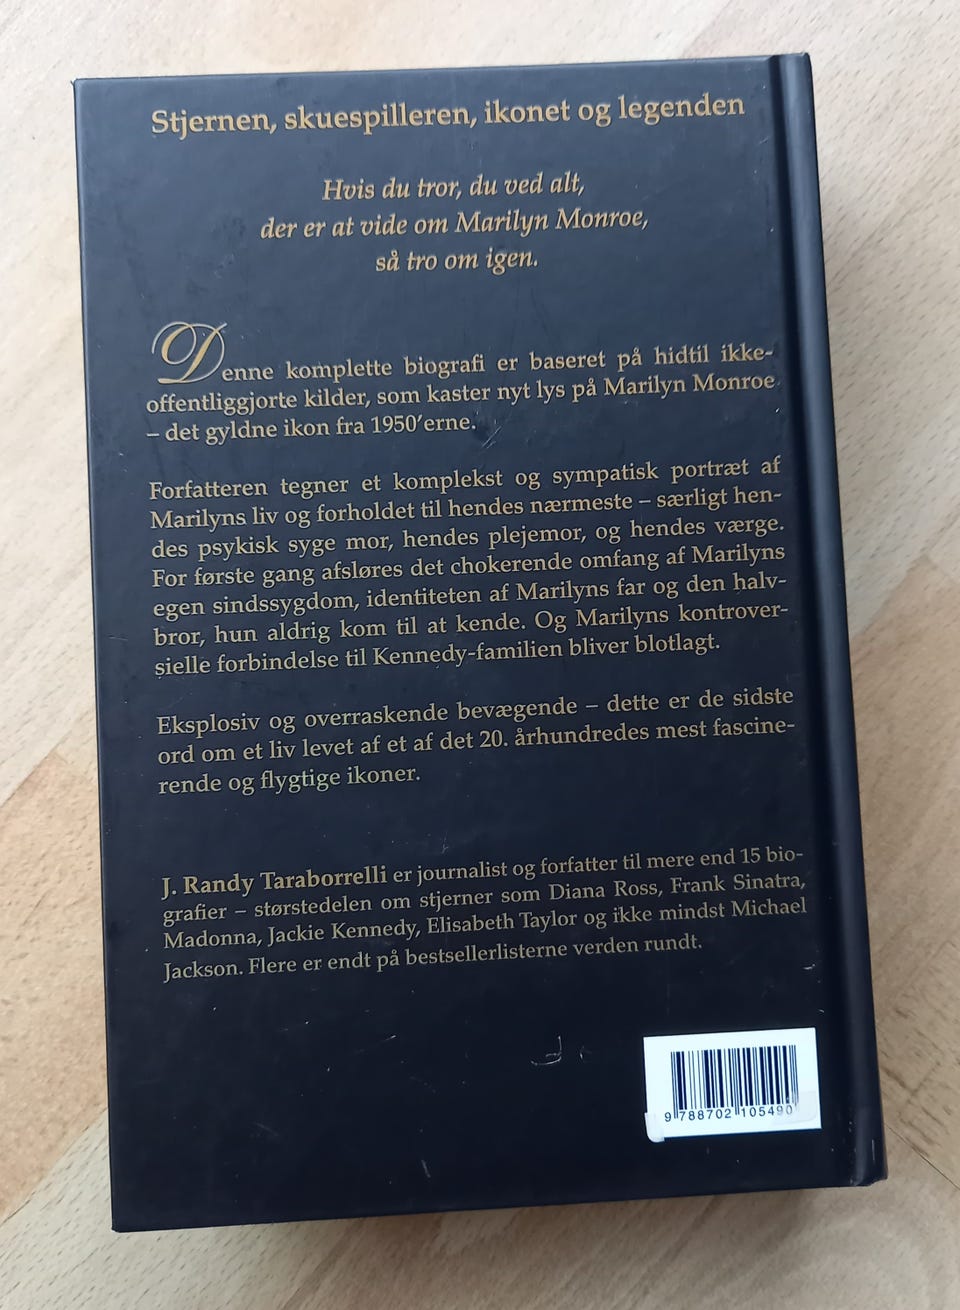 Stjernen, skuespilleren, ikonet og legenden
Hvis du tror, du ved alt,
der er at vide om Marilyn Monroe,
så tro om igen.
Denne komplette biografi er baseret på hidtil ikke-
offentliggjorte kilder, som kaster nyt lys på Marilyn Monroe
– det gyldne ikon fra 1950’erne.
Forfatteren tegner et komplekst og sympatisk portræt af
Marilyns liv og forholdet til hendes nærmeste – særligt hen-
des psykisk syge mor, hendes plejemor, og hendes værge.
For første gang afsløres det chokerende omfang af Marilyns
egen sindssygdom, identiteten af Marilyns far og den halv-
bror, hun aldrig kom til at kende. Og Marilyns kontrover-
sielle forbindelse til Kennedy-familien bliver blotlagt.
Eksplosiv og overraskende bevægende – dette er de sidste
ord om et liv levet af et af det 20. århundredes mest fascine-
rende og flygtige ikoner.
J. Randy Taraborrelli er journalist og forfatter til mere end 15 bio-
grafier – størstedelen om stjerner som Diana Ross, Frank Sinatra,
Madonna, Jackie Kennedy, Elisabeth Taylor og ikke mindst Michael
Jackson. Flere er endt på bestsellerlisterne verden rundt.
9 788702 105490